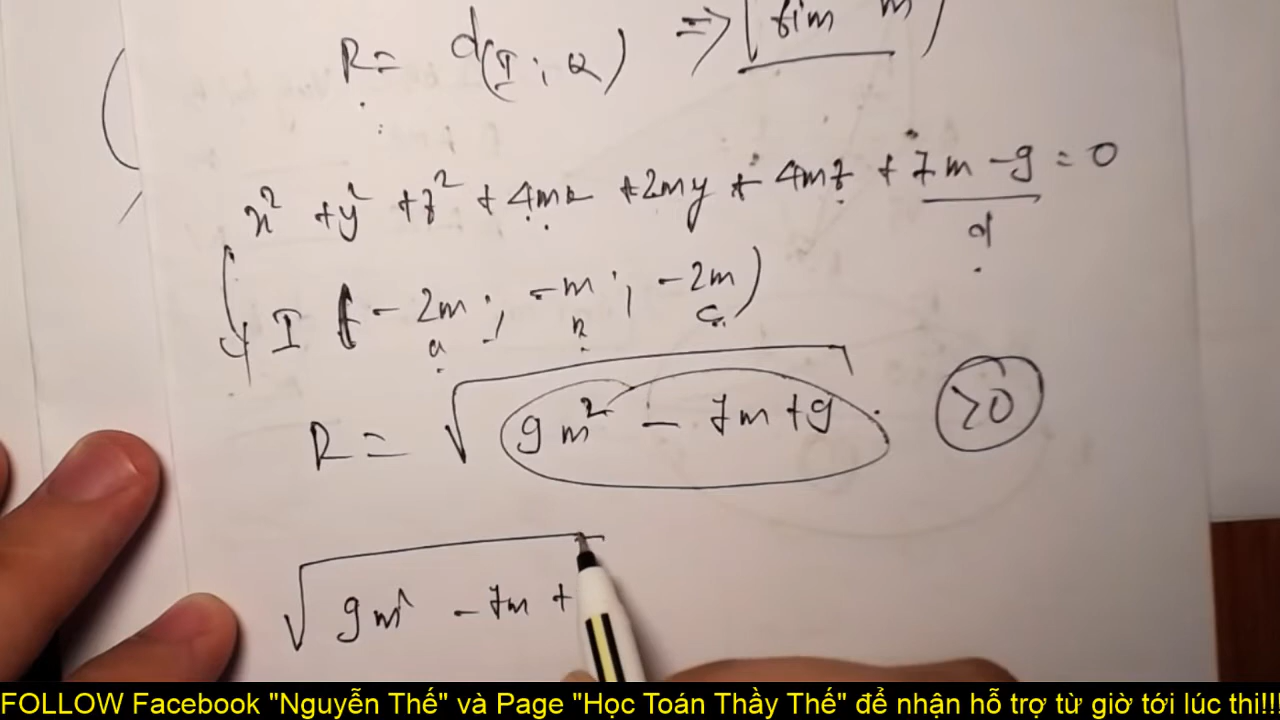 R = d(I; α) ⇒ [ tìm m )
x² + y² + z² + 4mx + 2my + 4mz + 7m - 9 = 0
d
I (-2m; -m; -2m)
a b c
R = √(9m² - 7m + 9) >0
√(9m² - 7m +
FOLLOW Facebook "Nguyễn Thế" và Page "Học Toán Thầy Thế" để nhận hỗ trợ từ giờ tới lúc thi!!!